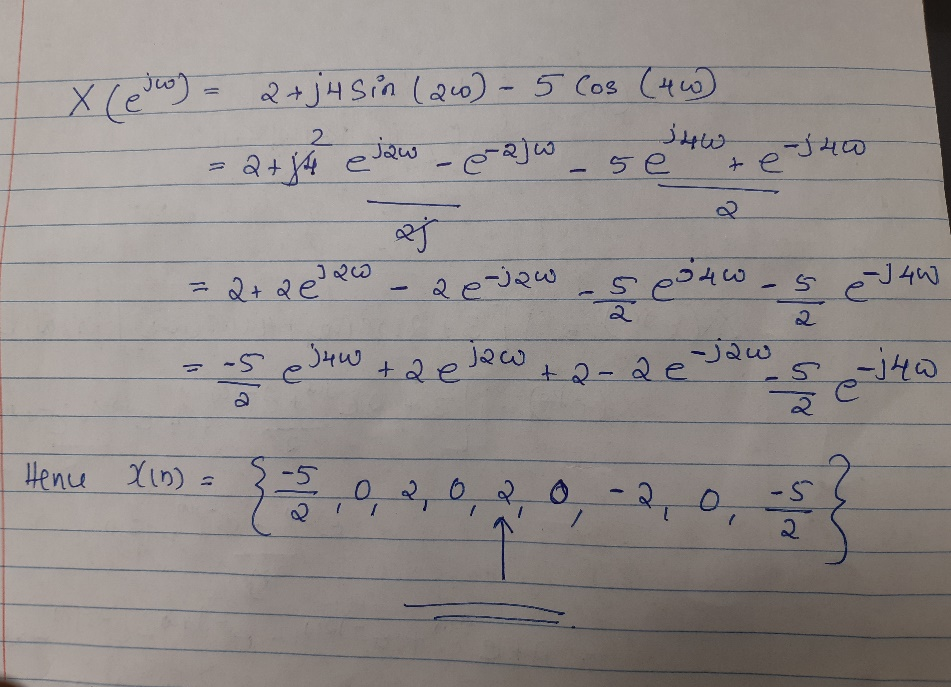 X(e^{jω}) = 2+j4 Sin (2ω) - 5 Cos (4ω)
= 2+j4̸ ² (e^{j2ω} - e^{-2jω})/2j - 5 (e^{j4ω} + e^{-j4ω})/2
= 2+ 2e^{j2ω} - 2e^{-j2ω} - 5/2 e^{j4ω} - 5/2 e^{-j4ω}
= -5/2 e^{j4ω} + 2e^{j2ω} + 2 - 2e^{-j2ω} - 5/2 e^{-j4ω}
Hence X(n) = {-5/2, 0, 2, 0, 2, 0, -2, 0, -5/2}
↑